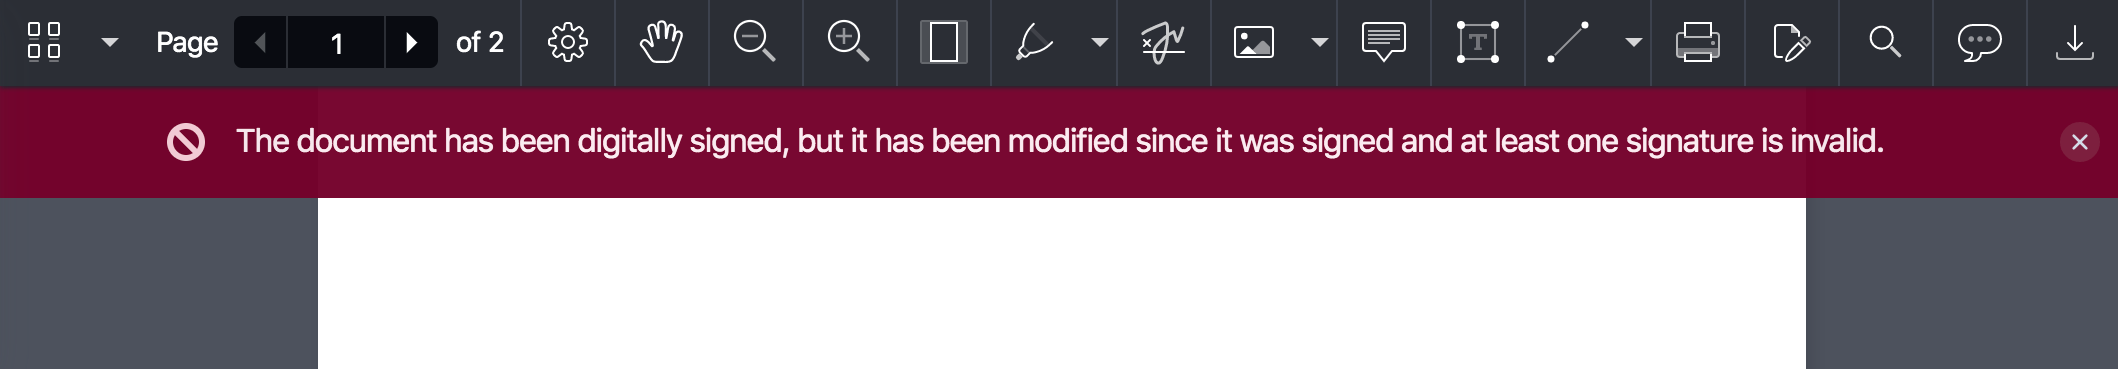 Page 1 of 2
T
The document has been digitally signed, but it has been modified since it was signed and at least one signature is invalid.